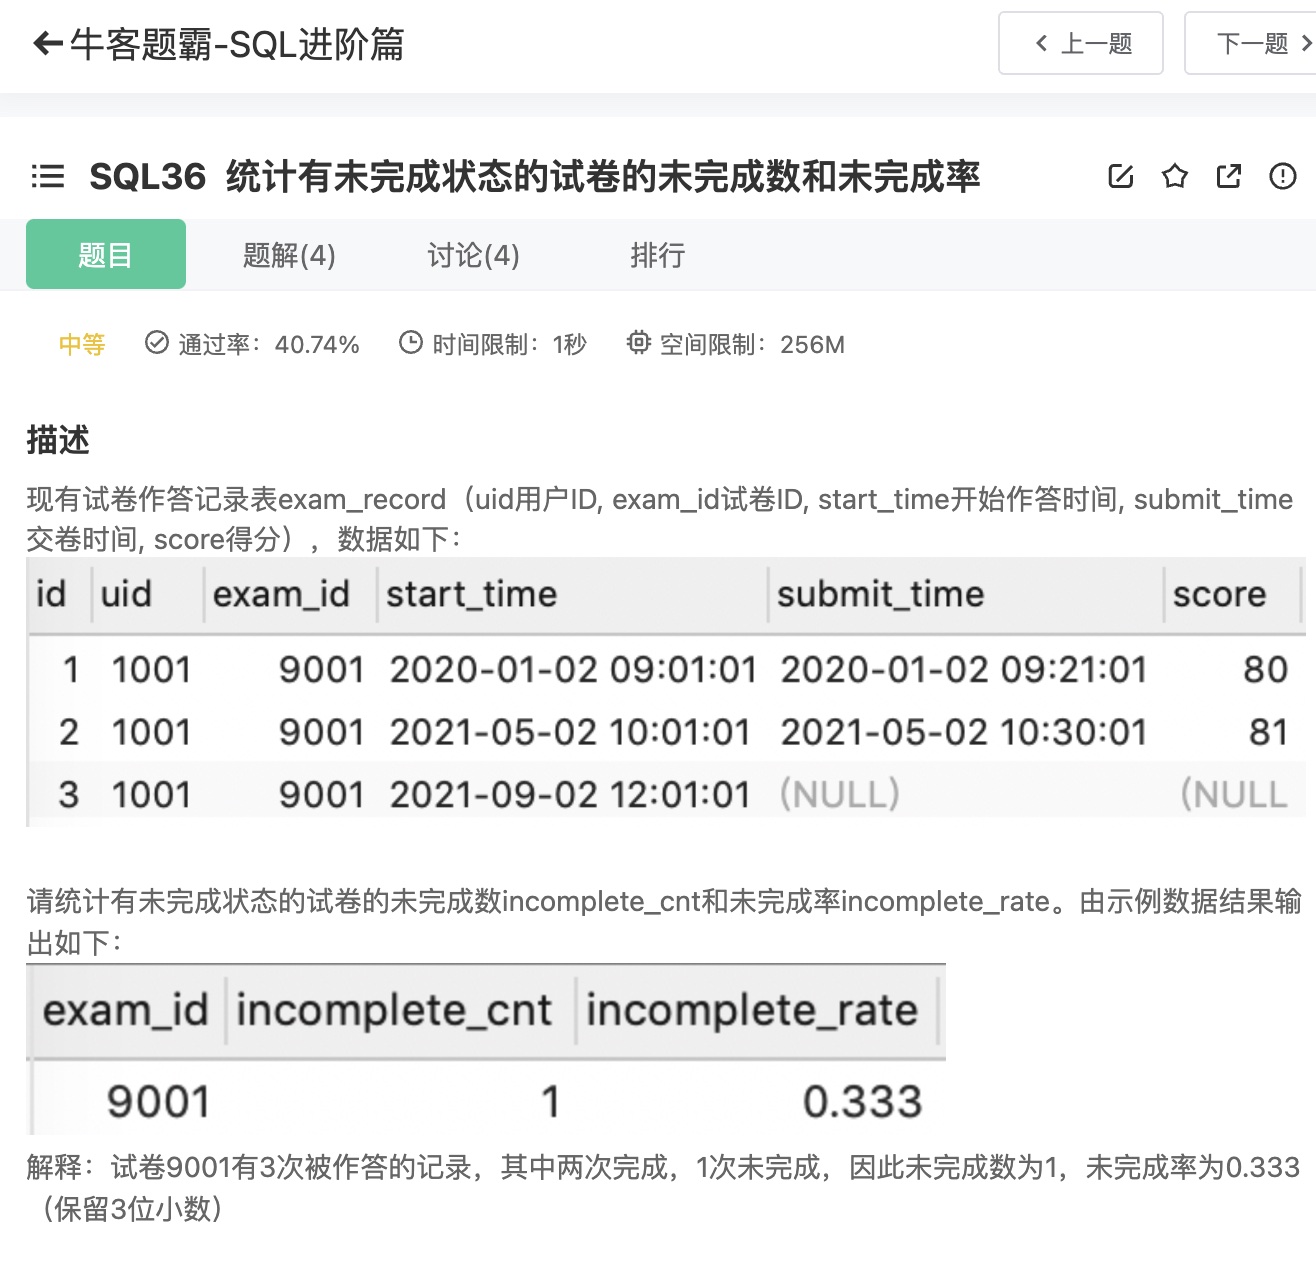 牛客题霸-SQL进阶篇
上一题
下一题
SQL36 统计有未完成状态的试卷的未完成数和未完成率
题目 题解(4) 讨论(4) 排行
中等 通过率：40.74% 时间限制：1秒 空间限制：256M
描述
现有试卷作答记录表exam_record（uid用户ID, exam_id试卷ID, start_time开始作答时间, submit_time
交卷时间, score得分），数据如下：
id uid exam_id start_time submit_time score
1 1001 9001 2020-01-02 09:01:01 2020-01-02 09:21:01 80
2 1001 9001 2021-05-02 10:01:01 2021-05-02 10:30:01 81
3 1001 9001 2021-09-02 12:01:01 (NULL) (NULL
请统计有未完成状态的试卷的未完成数incomplete_cnt和未完成率incomplete_rate。由示例数据结果输
出如下：
exam_id incomplete_cnt incomplete_rate
9001 1 0.333
解释：试卷9001有3次被作答的记录，其中两次完成，1次未完成，因此未完成数为1，未完成率为0.333
（保留3位小数）